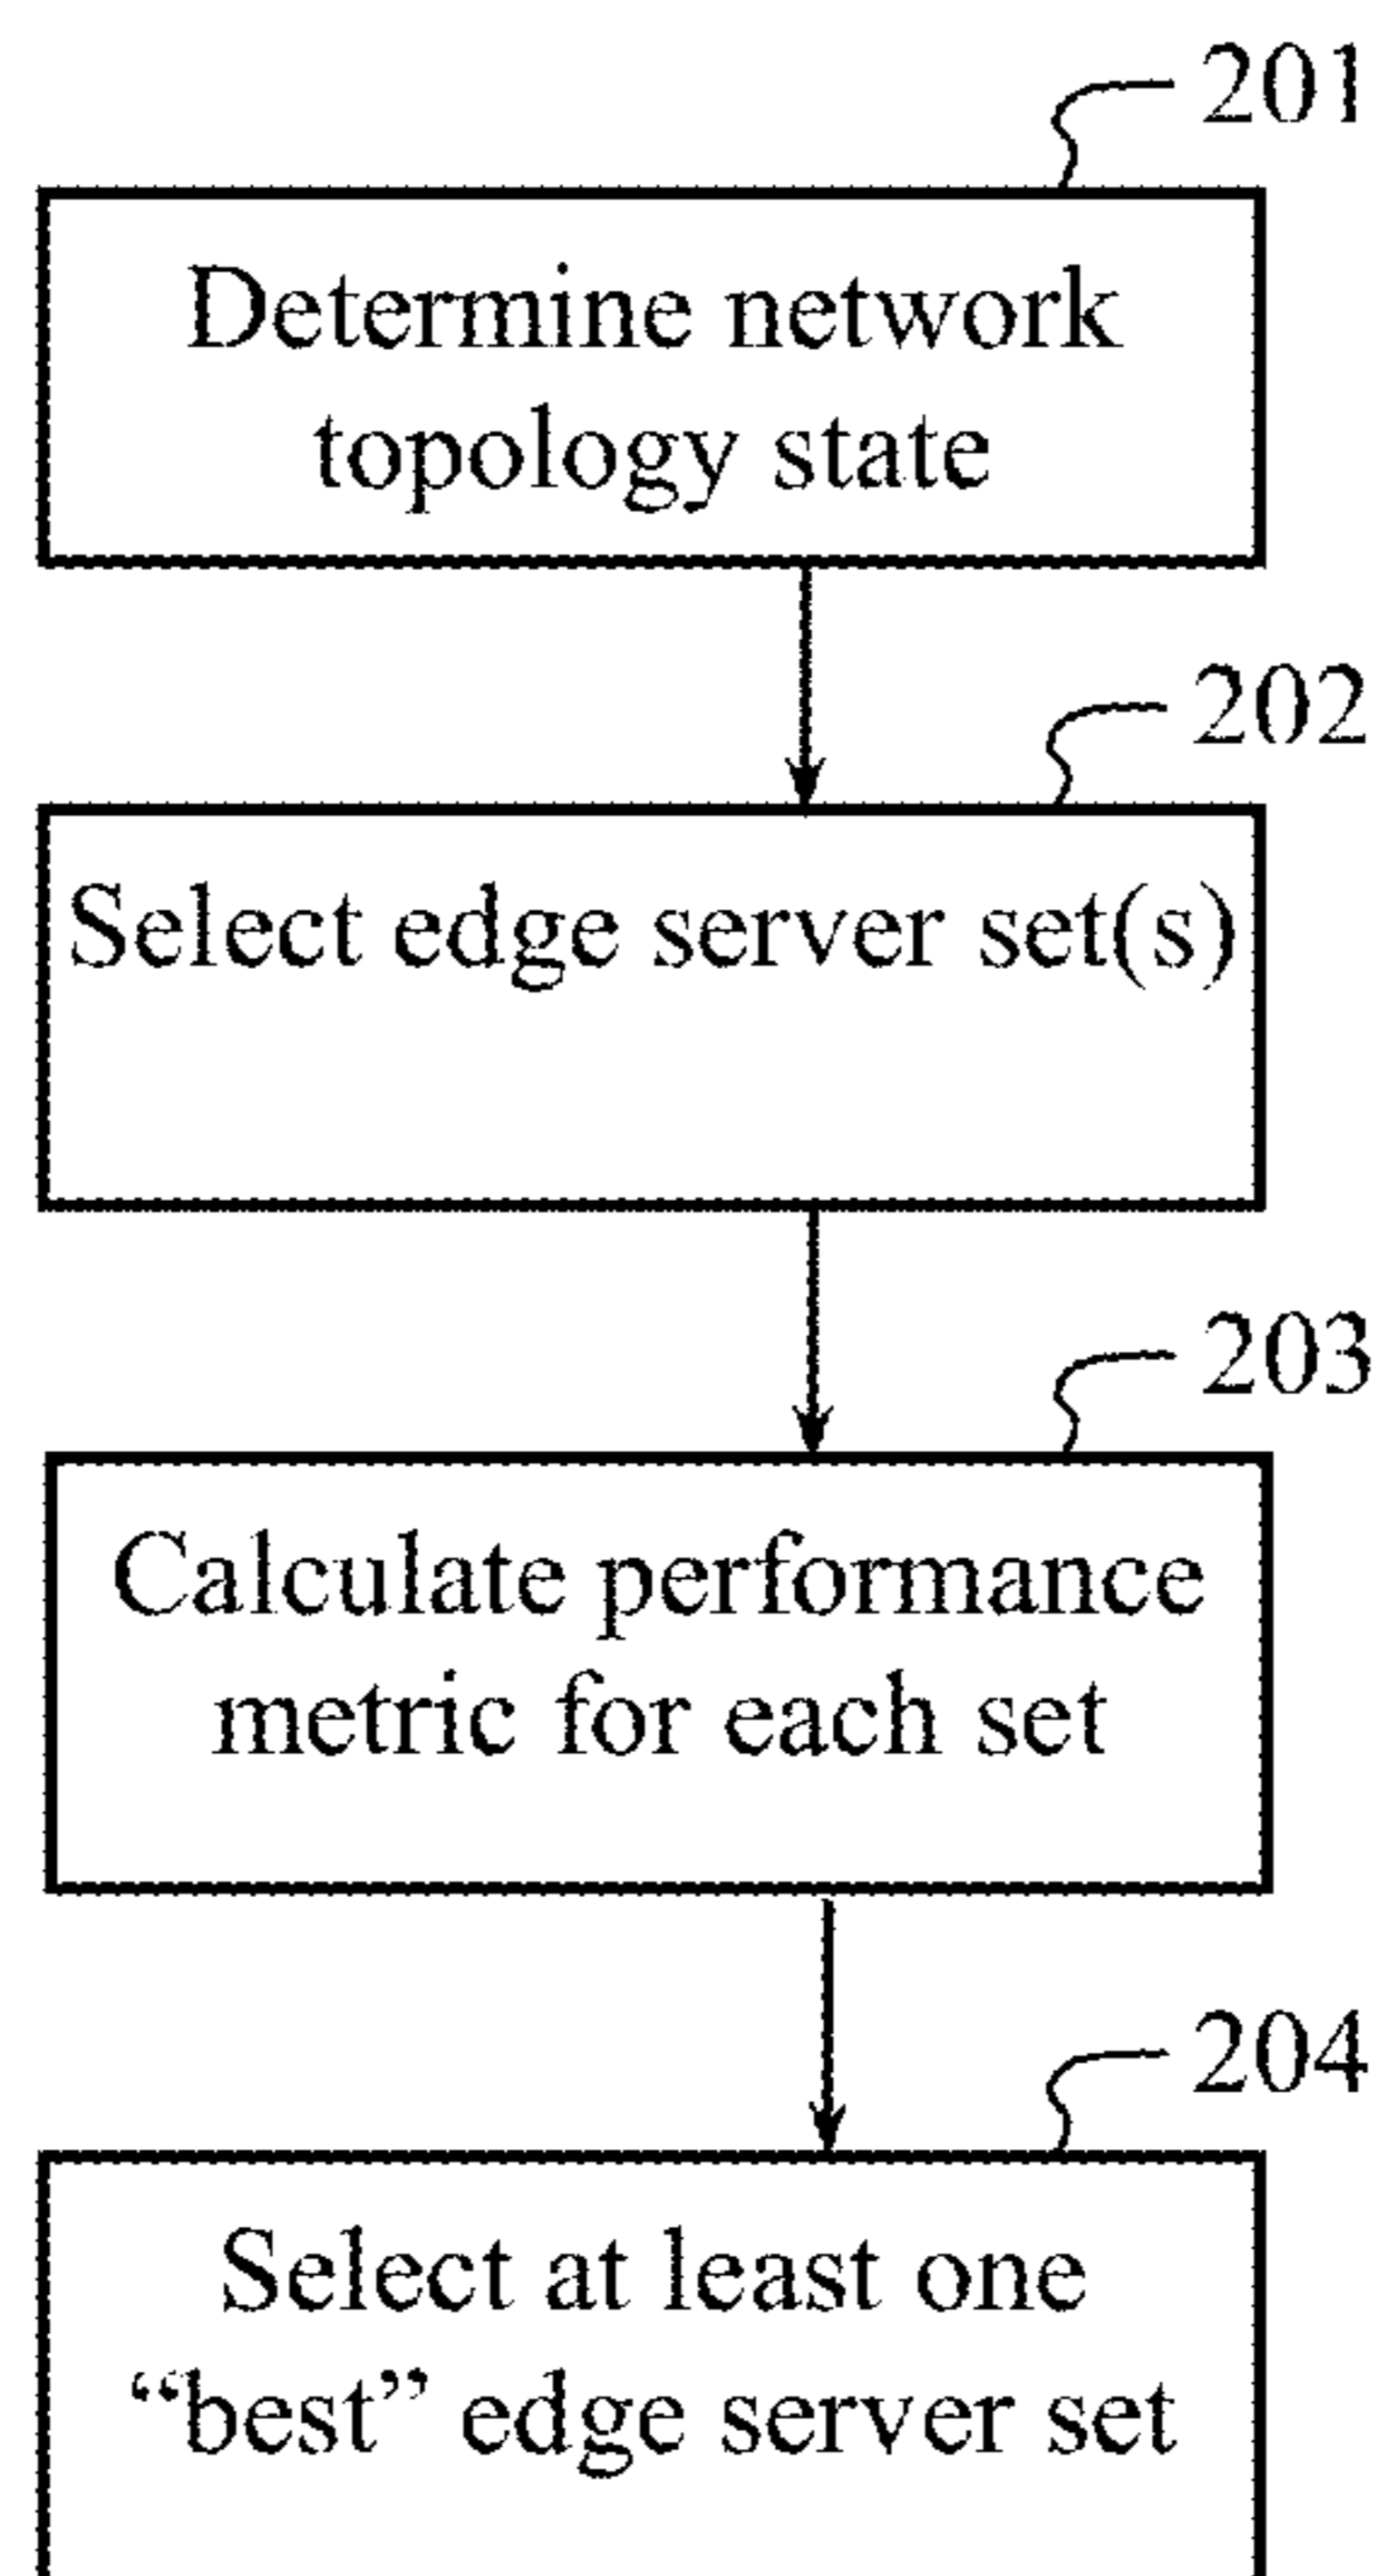 201
Determine network
topology state
202
Select edge server set(s)
203
Calculate performance
metric for each set
204
Select at least one
“best” edge server set